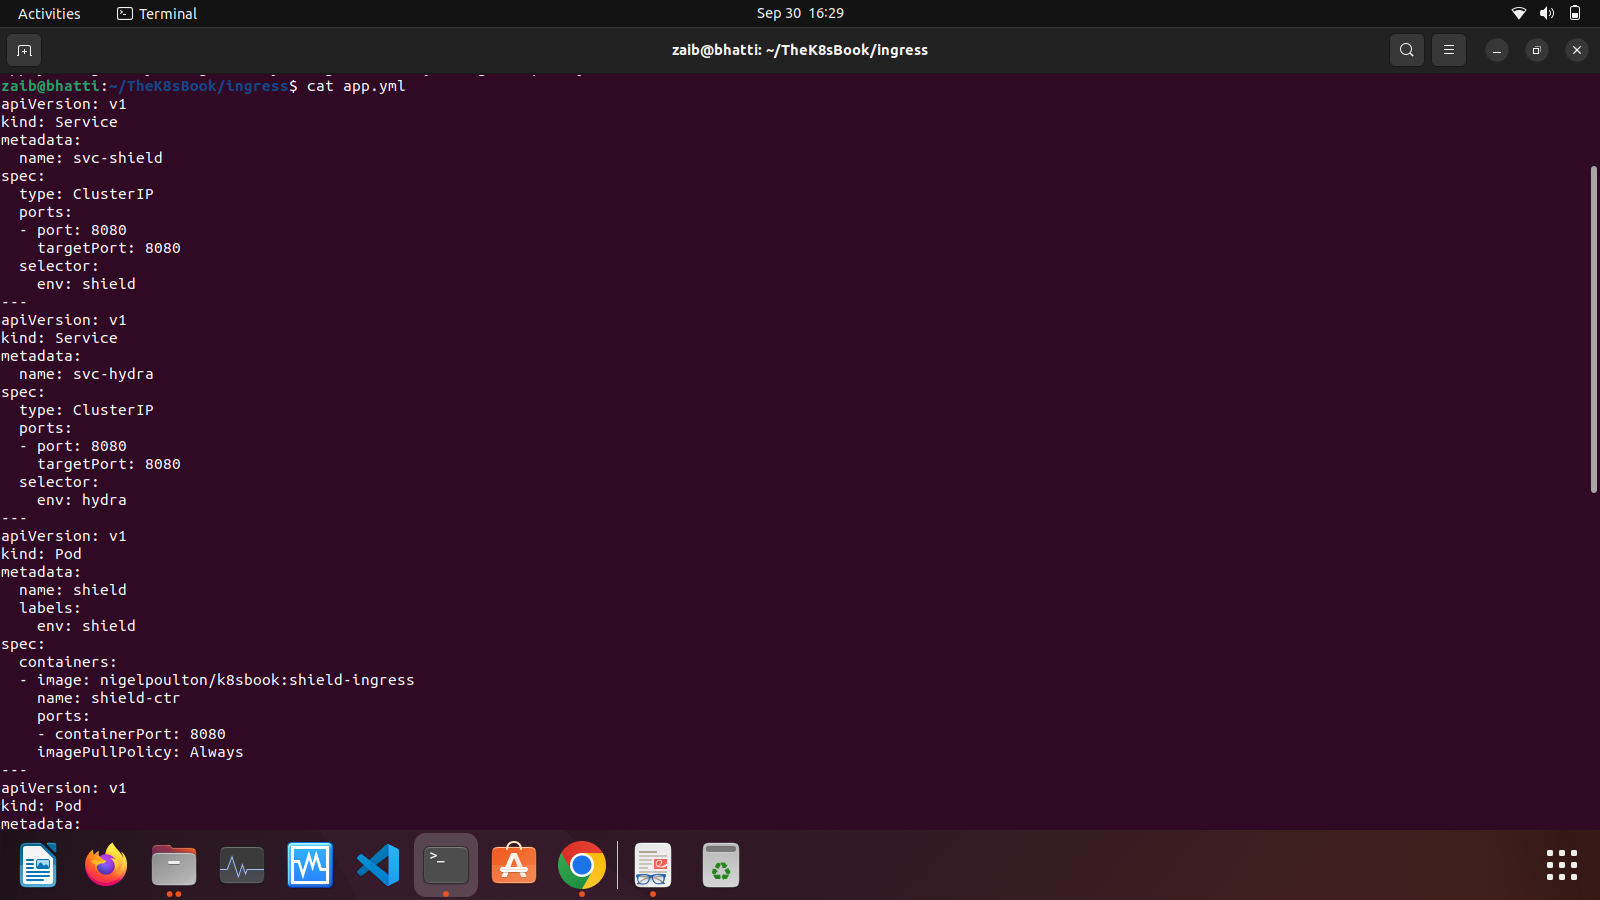 Activities
Terminal
Sep 30 16:29
zaib@bhatti: ~/TheK8sBook/ingress
zaib@bhatti:~/TheK8sBook/ingress$ cat app.yml
apiVersion: v1
kind: Service
metadata:
  name: svc-shield
spec:
  type: ClusterIP
  ports:
  - port: 8080
    targetPort: 8080
  selector:
    env: shield
---
apiVersion: v1
kind: Service
metadata:
  name: svc-hydra
spec:
  type: ClusterIP
  ports:
  - port: 8080
    targetPort: 8080
  selector:
    env: hydra
---
apiVersion: v1
kind: Pod
metadata:
  name: shield
  labels:
    env: shield
spec:
  containers:
  - image: nigelpoulton/k8sbook:shield-ingress
    name: shield-ctr
    ports:
    - containerPort: 8080
    imagePullPolicy: Always
---
apiVersion: v1
kind: Pod
metadata: